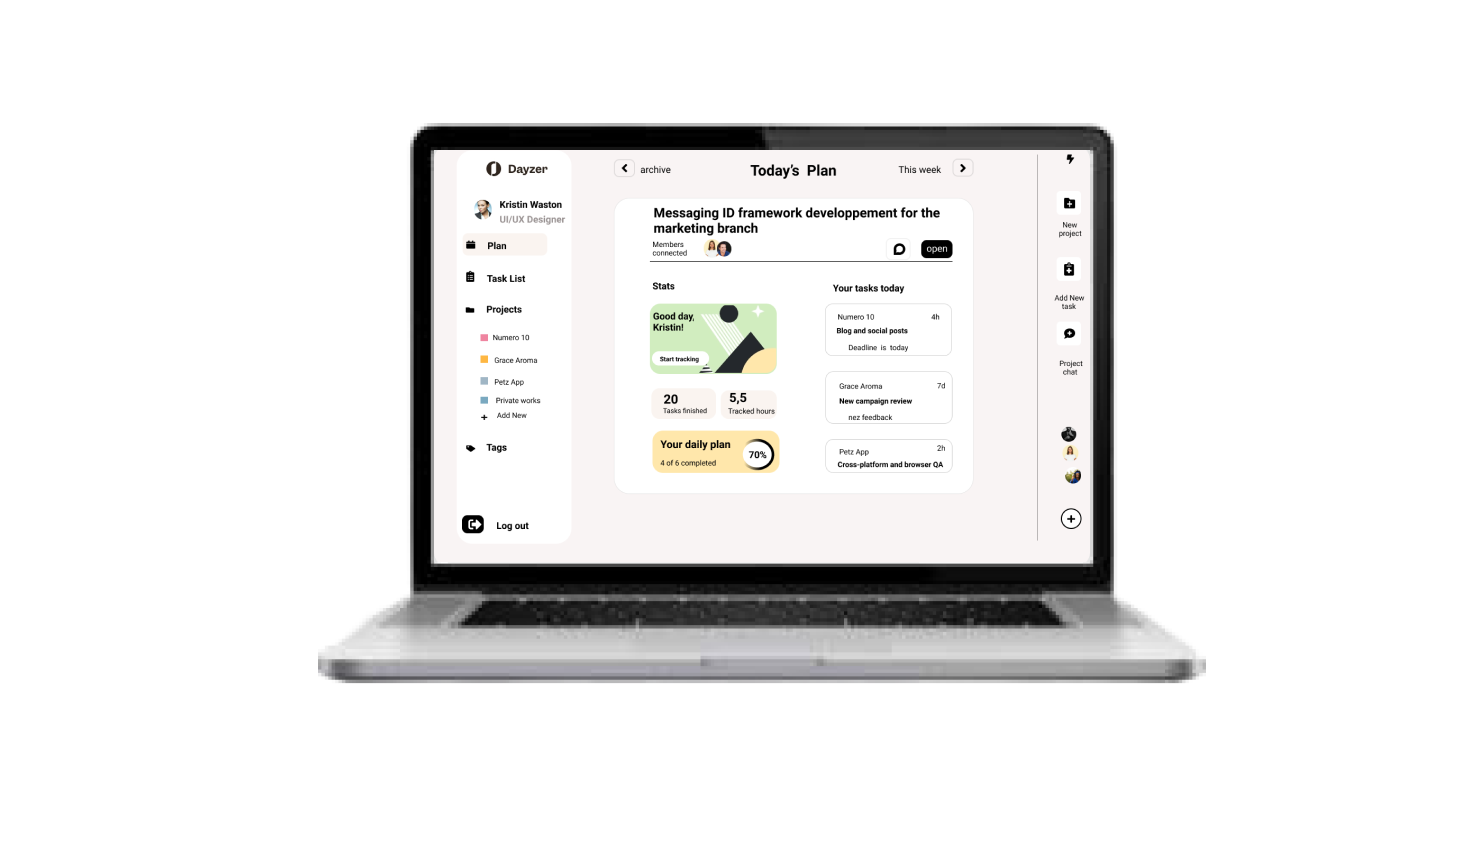 Dayzer
Kristin Waston
UI/UX Designer
Plan
Task List
Projects
Numero 10
Grace Aroma
Petz App
Private works
+ Add New
Tags
Log out
archive
Today’s Plan
This week
Messaging ID framework developpement for the
marketing branch
Members
connected
open
Stats
Good day,
Kristin!
Start tracking
20
Tasks finished
5,5
Tracked hours
Your daily plan
4 of 6 completed
70%
Your tasks today
Numero 10 4h
Blog and social posts
Deadline is today
Grace Aroma 7d
New campaign review
nez feedback
Petz App 2h
Cross-platform and browser QA
New
project
Add New
task
Project
chat